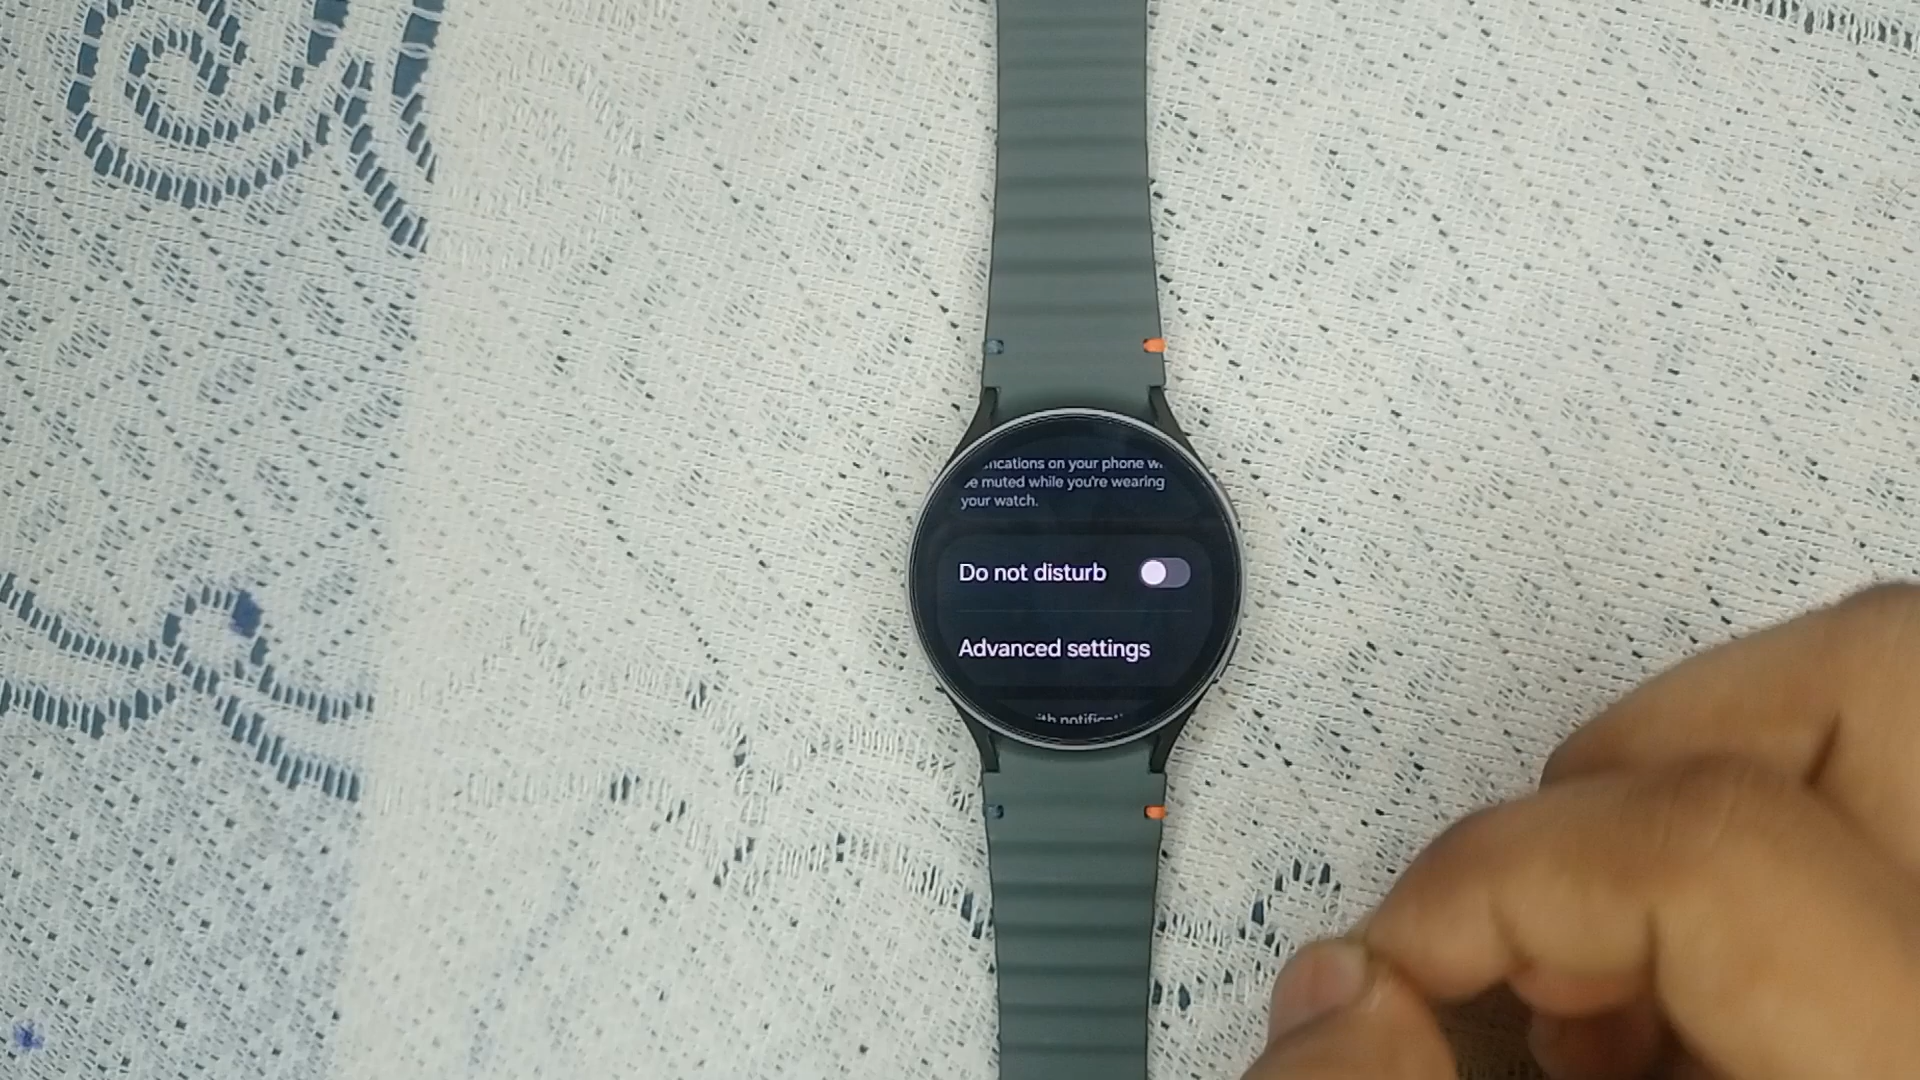 on your phone
muted while you're wearing
your watch.
Do not disturb
Advanced settings